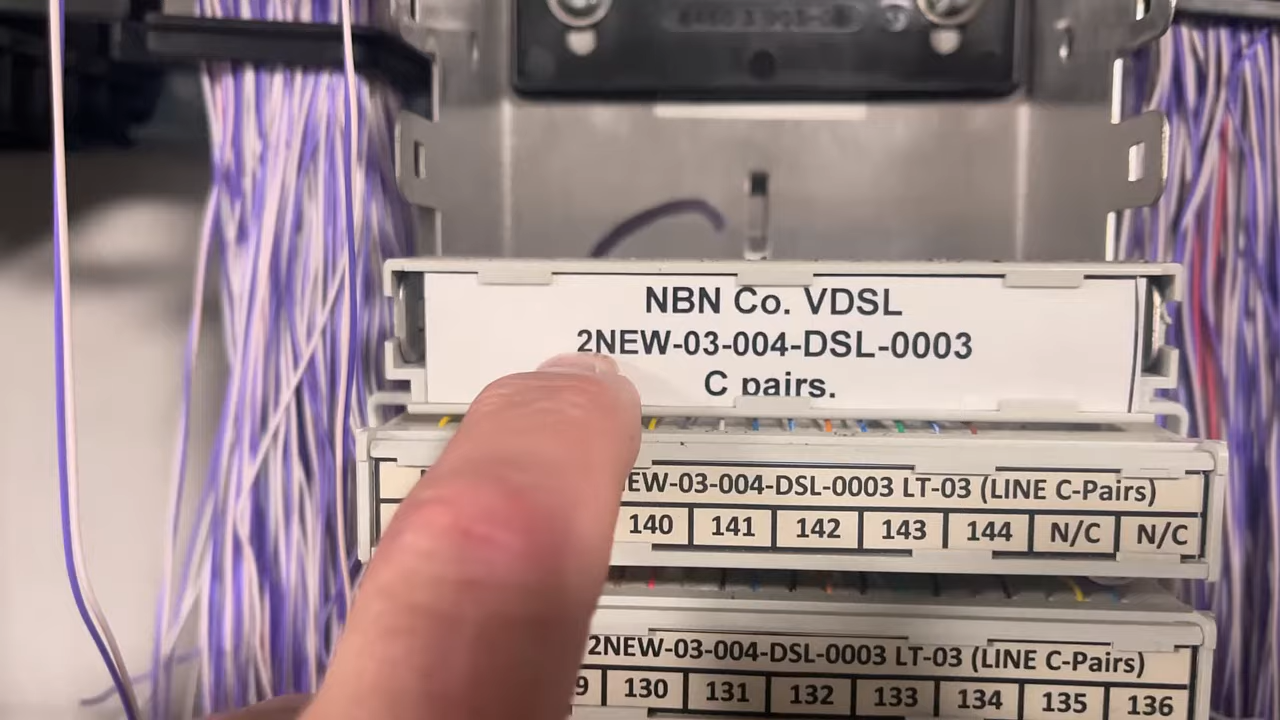 NBN Co. VDSL
2NEW-03-004-DSL-0003
C pairs.
EW-03-004-DSL-0003 LT-03 (LINE C-Pairs)
140 141 142 143 144 N/C N/C
2NEW-03-004-DSL-0003 LT-03 (LINE C-Pairs)
9 130 131 132 133 134 135 136